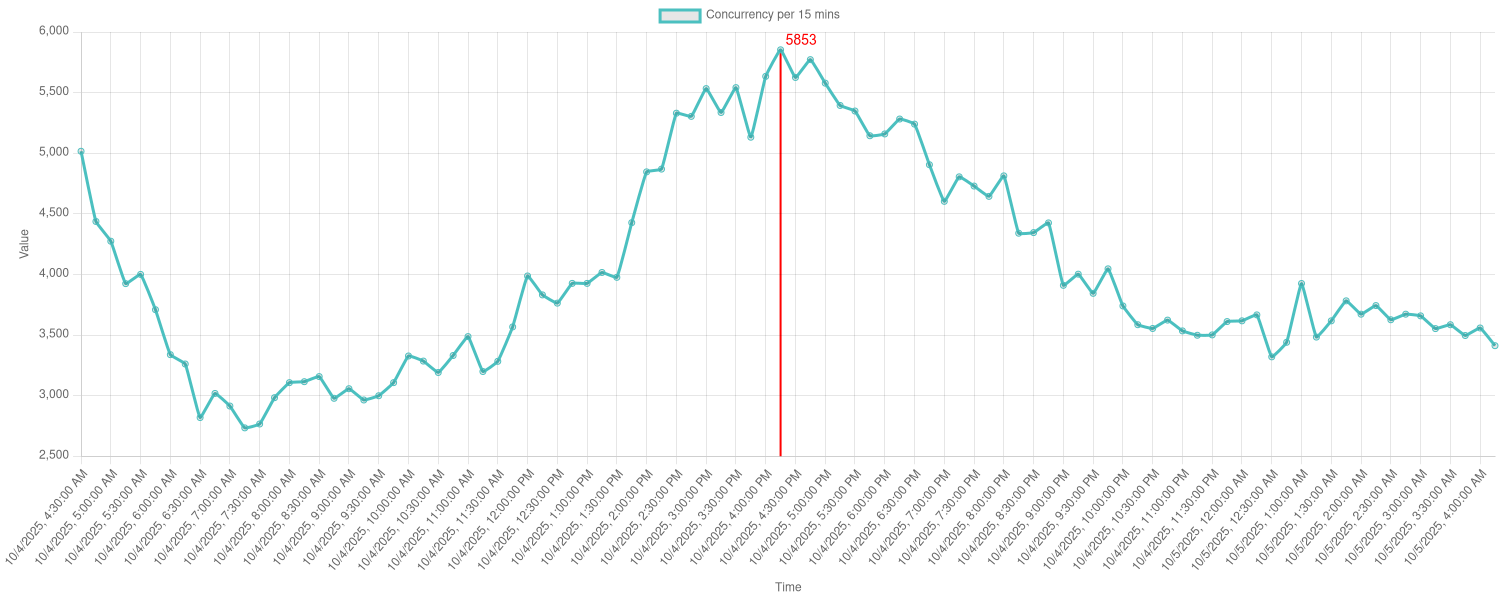 Concurrency per 15 mins
6,000
5853
5,500
5,000
4,500
Value
4,000
3,500
3,000
2,500
10/4/2025, 4:30:00 AM
10/4/2025, 5:00:00 AM
10/4/2025, 5:30:00 AM
10/4/2025, 6:00:00 AM
10/4/2025, 6:30:00 AM
10/4/2025, 7:00:00 AM
10/4/2025, 7:30:00 AM
10/4/2025, 8:00:00 AM
10/4/2025, 8:30:00 AM
10/4/2025, 9:00:00 AM
10/4/2025, 9:30:00 AM
10/4/2025, 10:00:00 AM
10/4/2025, 10:30:00 AM
10/4/2025, 11:00:00 AM
10/4/2025, 11:30:00 AM
10/4/2025, 12:00:00 PM
10/4/2025, 12:30:00 PM
10/4/2025, 1:00:00 PM
10/4/2025, 1:30:00 PM
10/4/2025, 2:00:00 PM
10/4/2025, 2:30:00 PM
10/4/2025, 3:00:00 PM
10/4/2025, 3:30:00 PM
10/4/2025, 4:00:00 PM
10/4/2025, 4:30:00 PM
10/4/2025, 5:00:00 PM
10/4/2025, 5:30:00 PM
10/4/2025, 6:00:00 PM
10/4/2025, 6:30:00 PM
10/4/2025, 7:00:00 PM
10/4/2025, 7:30:00 PM
10/4/2025, 8:00:00 PM
10/4/2025, 8:30:00 PM
10/4/2025, 9:00:00 PM
10/4/2025, 9:30:00 PM
10/4/2025, 10:00:00 PM
10/4/2025, 10:30:00 PM
10/4/2025, 11:00:00 PM
10/4/2025, 11:30:00 PM
10/5/2025, 12:00:00 AM
10/5/2025, 12:30:00 AM
10/5/2025, 1:00:00 AM
10/5/2025, 1:30:00 AM
10/5/2025, 2:00:00 AM
10/5/2025, 2:30:00 AM
10/5/2025, 3:00:00 AM
10/5/2025, 3:30:00 AM
10/5/2025, 4:00:00 AM
Time